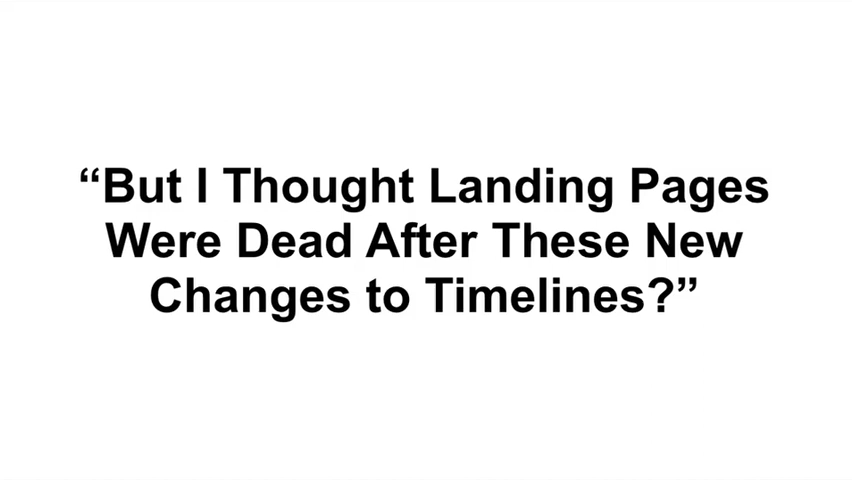 “But I Thought Landing Pages
Were Dead After These New
Changes to Timelines?”